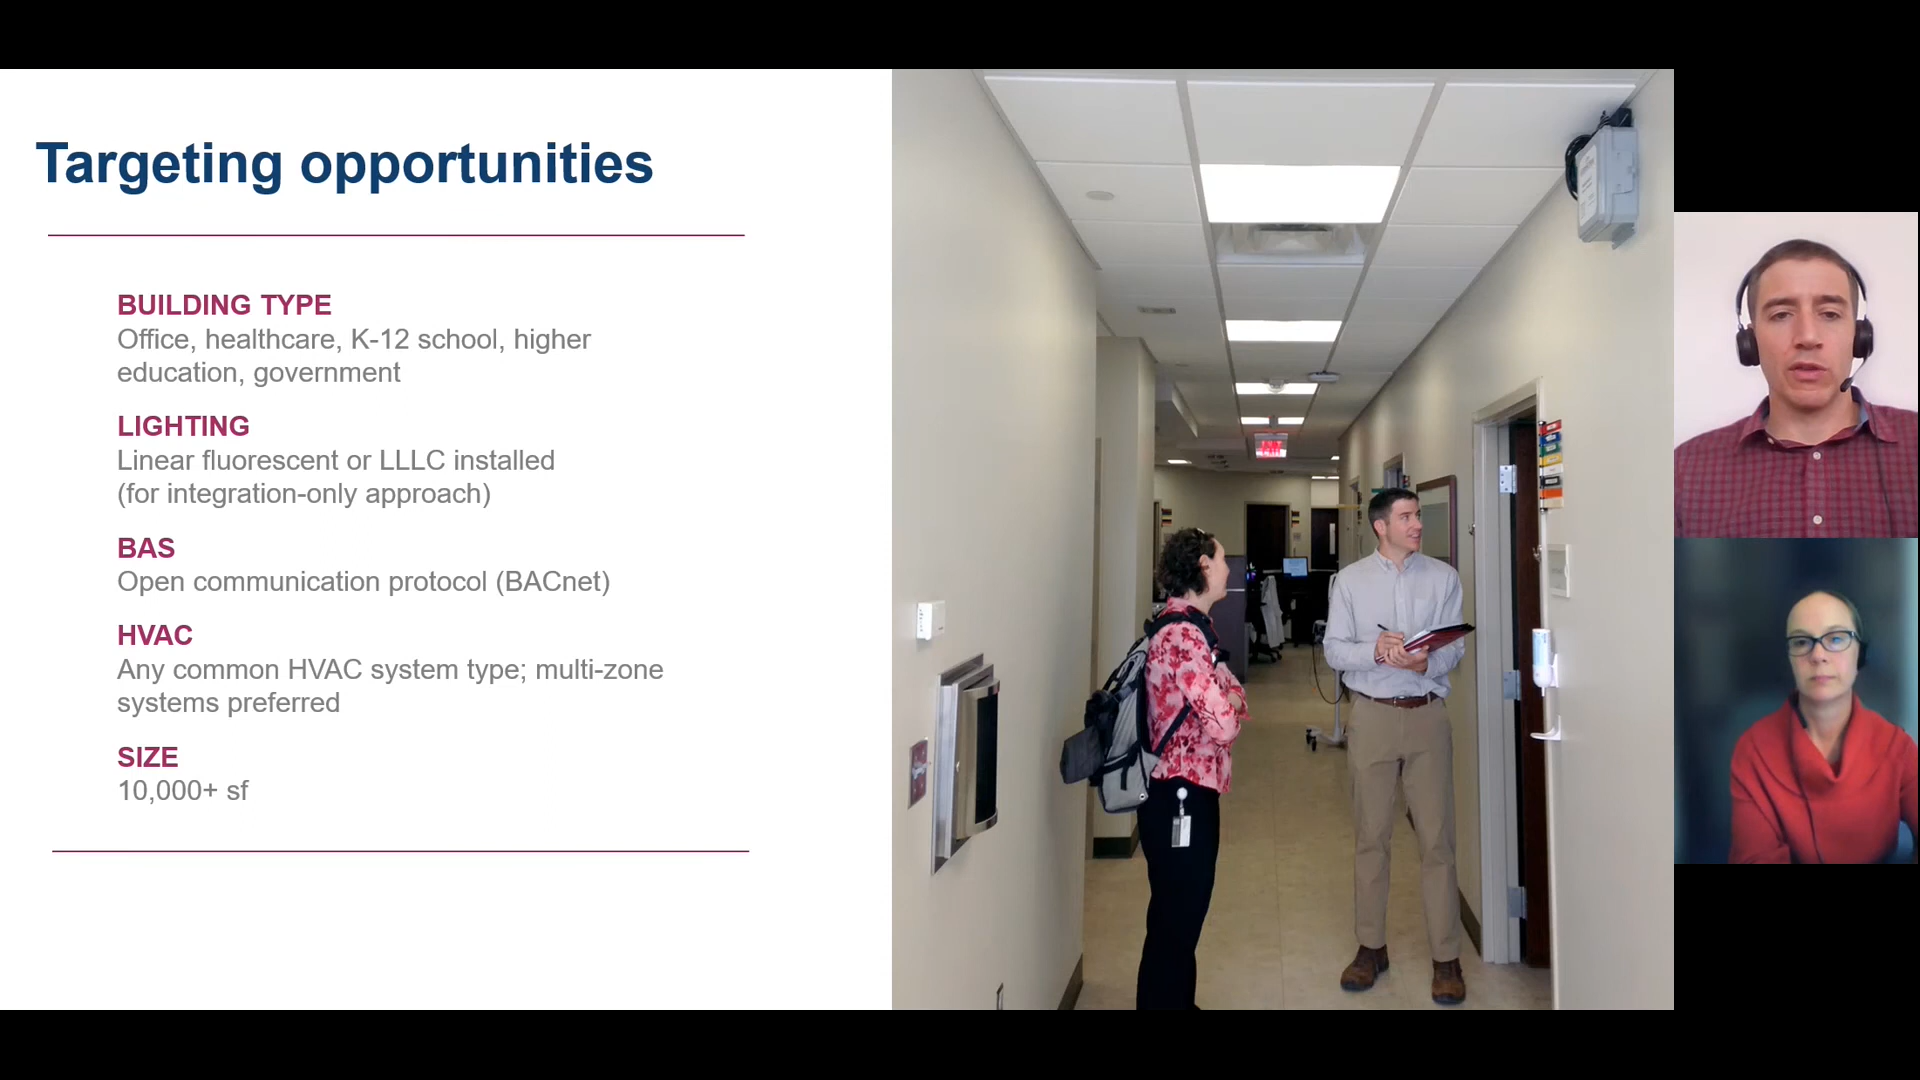 Targeting opportunities
BUILDING TYPE
Office, healthcare, K-12 school, higher
education, government
LIGHTING
Linear fluorescent or LLLC installed
(for integration-only approach)
BAS
Open communication protocol (BACnet)
HVAC
Any common HVAC system type; multi-zone
systems preferred
SIZE
10,000+ sf